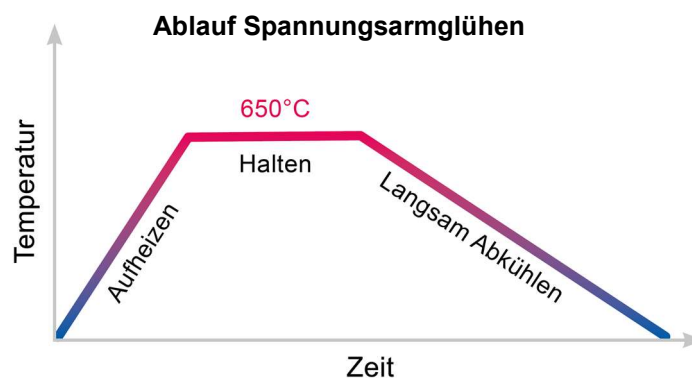 Ablauf Spannungsarmglühen
650°C
Halten
Temperatur
Aufheizen
Langsam Abkühlen
Zeit